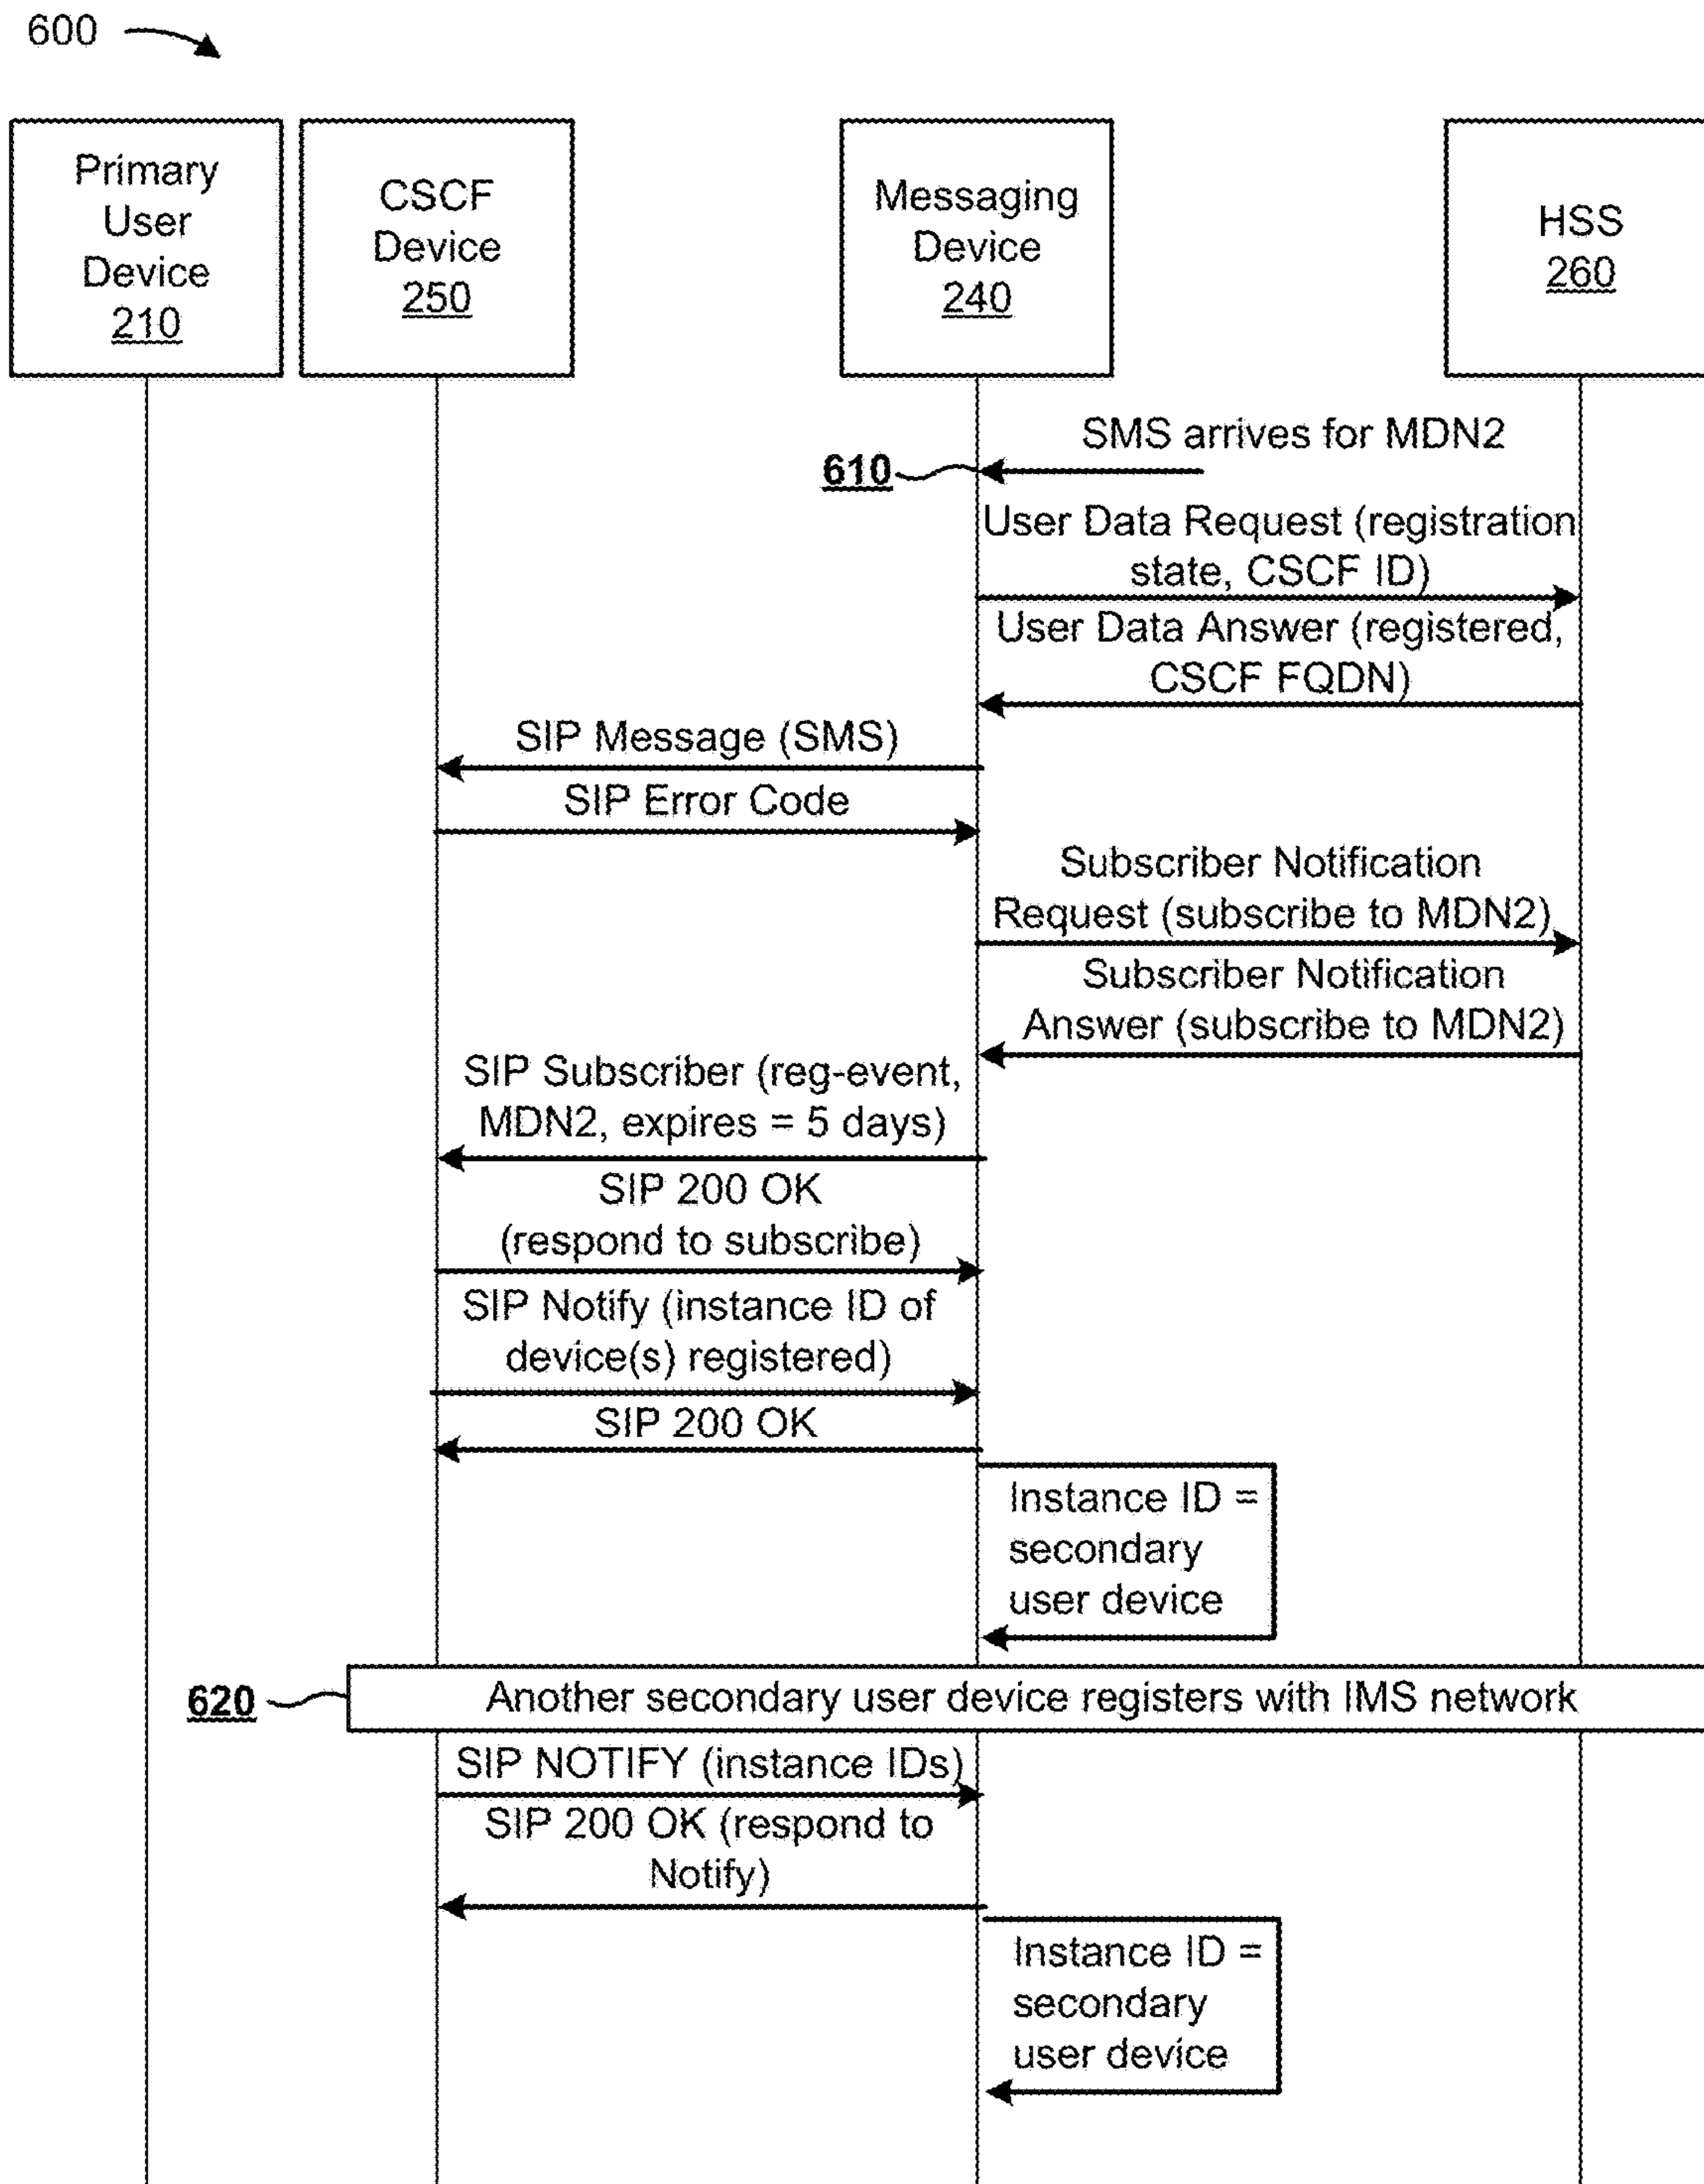 600
Primary
User
Device
210
CSCF
Device
250
Messaging
Device
240
HSS
260
SMS arrives for MDN2
610
User Data Request (registration
state, CSCF ID)
User Data Answer (registered,
CSCF FQDN)
SIP Message (SMS)
SIP Error Code
Subscriber Notification
Request (subscribe to MDN2)
Subscriber Notification
Answer (subscribe to MDN2)
SIP Subscriber (reg-event,
MDN2, expires = 5 days)
SIP 200 OK
(respond to subscribe)
SIP Notify (instance ID of
device(s) registered)
SIP 200 OK
Instance ID =
secondary
user device
620
Another secondary user device registers with IMS network
SIP NOTIFY (instance IDs)
SIP 200 OK (respond to
Notify)
Instance ID =
secondary
user device